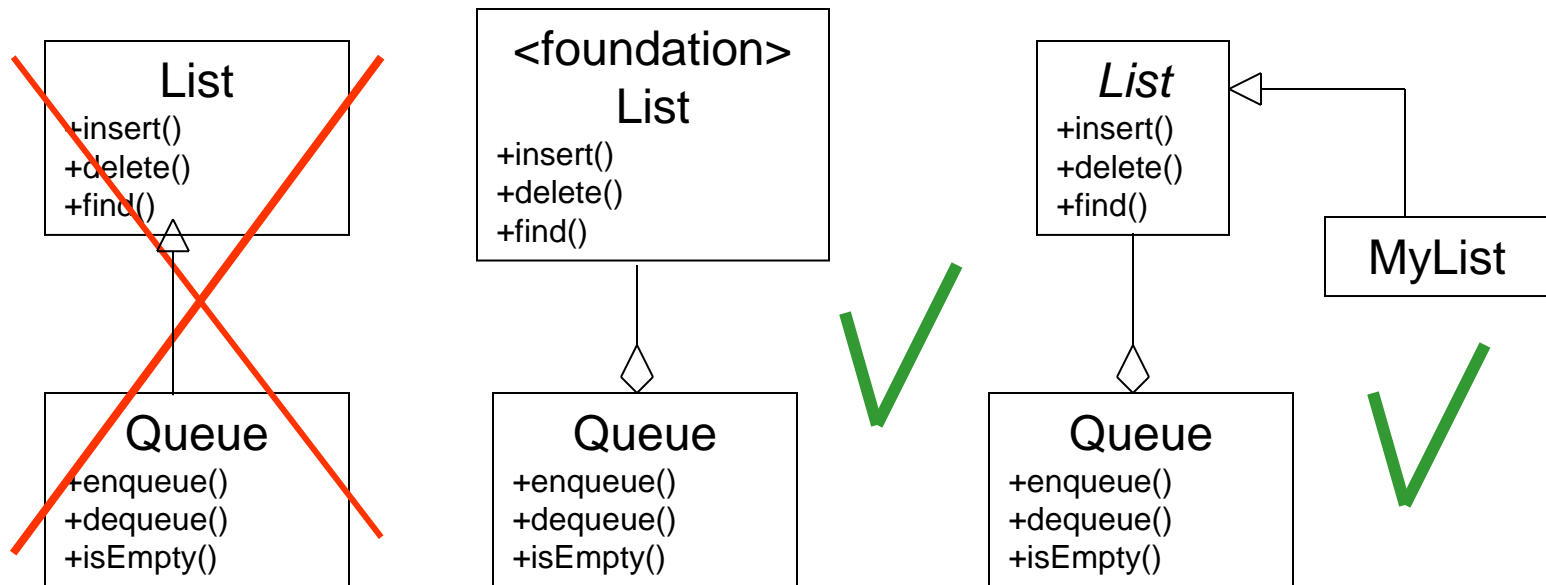 List
+insert()
+delete()
+find()
Queue
+enqueue()
+dequeue()
+isEmpty()
<foundation>
List
+insert()
+delete()
+find()
Queue
+enqueue()
+dequeue()
+isEmpty()
List
+insert()
+delete()
+find()
MyList
Queue
+enqueue()
+dequeue()
+isEmpty()